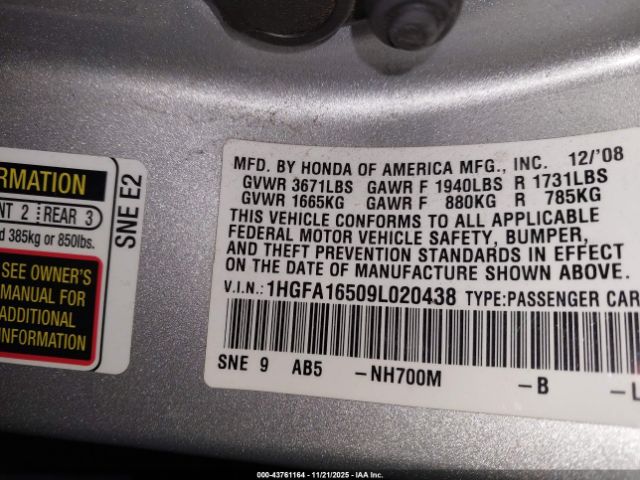 RMATION
NT 2 REAR 3
d 385kg or 850lbs.
SEE OWNER'S
MANUAL FOR
ADDITIONAL
INFORMATION
SNE E2
MFD. BY HONDA OF AMERICA MFG., INC. 12/'08
GVWR 3671LBS GAWR F 1940LBS R 1731LBS
GVWR 1665KG GAWR F 880KG R 785KG
THIS VEHICLE CONFORMS TO ALL APPLICABLE
FEDERAL MOTOR VEHICLE SAFETY, BUMPER,
AND THEFT PREVENTION STANDARDS IN EFFECT
ON THE DATE OF MANUFACTURE SHOWN ABOVE.
V.I.N.: 1HGFA16509L020438 TYPE:PASSENGER CAR
SNE 9 AB5 -NH700M -B -L
000-43761164 - 11/21/2025 - IAA Inc.